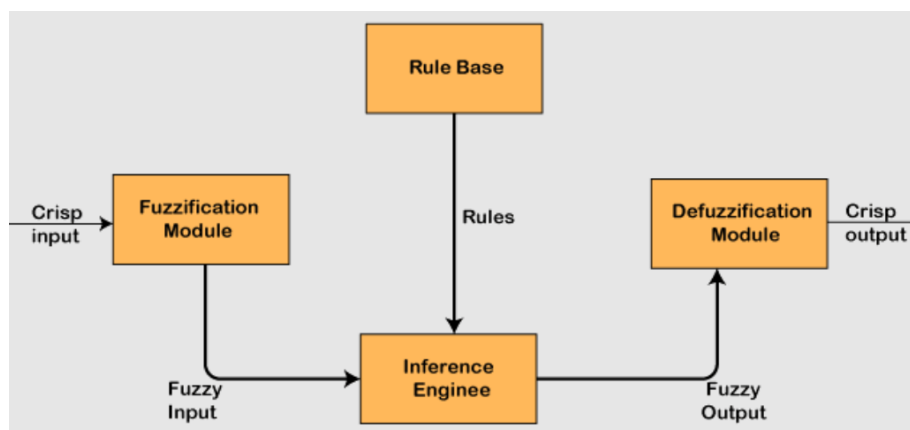 Rule Base
Crisp
input
Fuzzification
Module
Rules
Defuzzification
Module
Crisp
output
Fuzzy
Input
Inference
Enginee
Fuzzy
Output